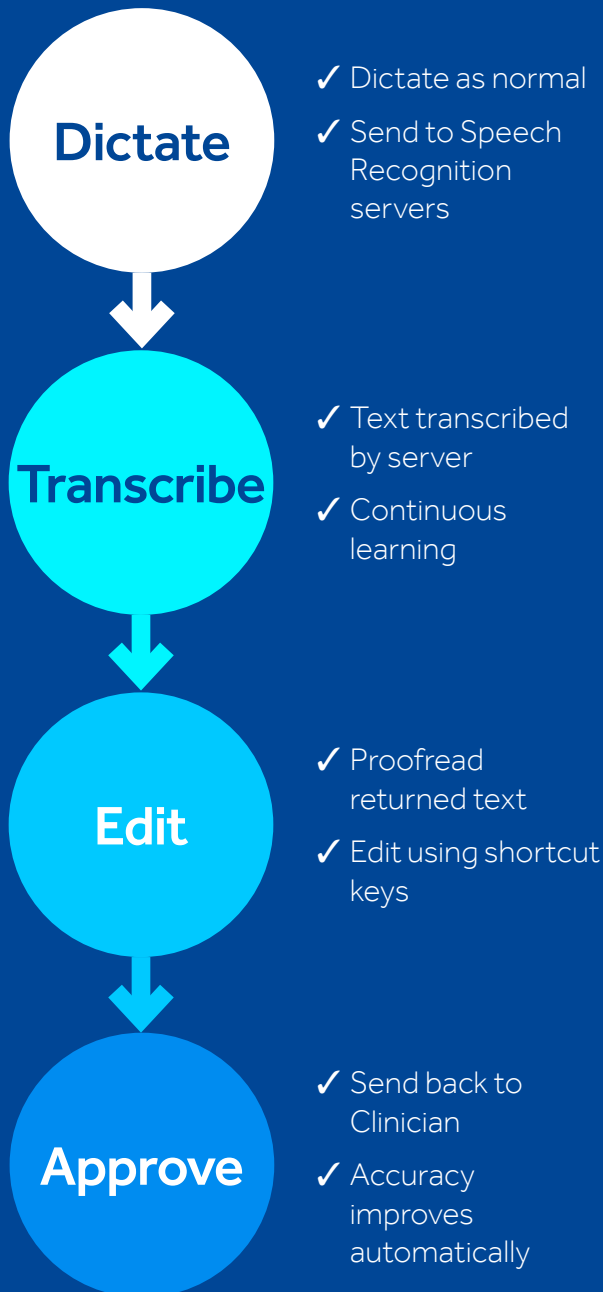 Dictate
✓ Dictate as normal
✓ Send to Speech
Recognition
servers
Transcribe
✓ Text transcribed
by server
✓ Continuous
learning
Edit
✓ Proofread
returned text
✓ Edit using shortcut
keys
Approve
✓ Send back to
Clinician
✓ Accuracy
improves
automatically